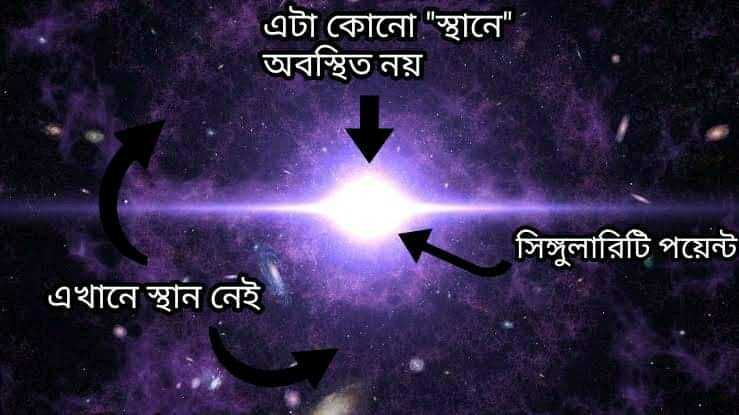 এটা কোনো "স্থানে"
অবস্থিত নয়
সিঙ্গুলারিটি পয়েন্ট
এখানে স্থান নেই